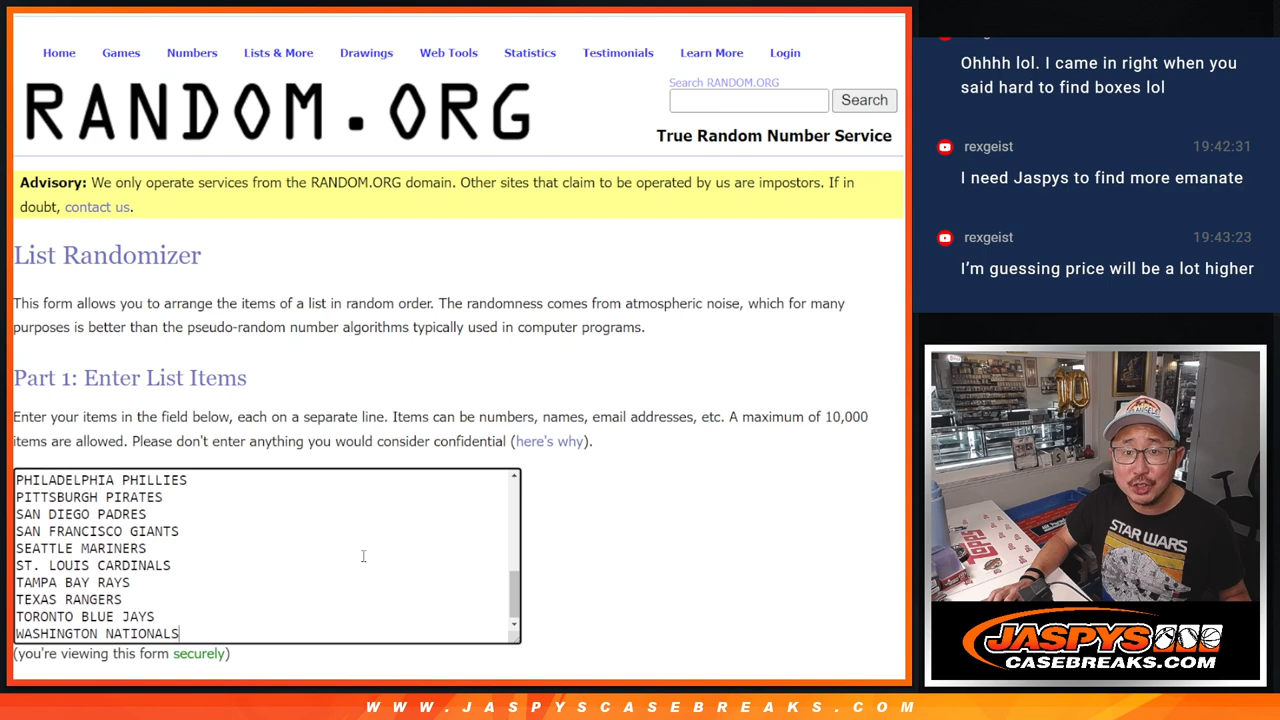 Home Games Numbers Lists & More Drawings Web Tools Statistics Testimonials Learn More Login
RANDOM.ORG
Search RANDOM.ORG
Search
True Random Number Service
Advisory: We only operate services from the RANDOM.ORG domain. Other sites that claim to be operated by us are impostors. If in
doubt, contact us.
List Randomizer
This form allows you to arrange the items of a list in random order. The randomness comes from atmospheric noise, which for many
purposes is better than the pseudo-random number algorithms typically used in computer programs.
Part 1: Enter List Items
Enter your items in the field below, each on a separate line. Items can be numbers, names, email addresses, etc. A maximum of 10,000
items are allowed. Please don't enter anything you would consider confidential (here's why).
PHILADELPHIA PHILLIES
PITTSBURGH PIRATES
SAN DIEGO PADRES
SAN FRANCISCO GIANTS
SEATTLE MARINERS
ST. LOUIS CARDINALS
TAMPA BAY RAYS
TEXAS RANGERS
TORONTO BLUE JAYS
WASHINGTON NATIONALS
(you're viewing this form securely)
Ohhhh lol. I came in right when you
said hard to find boxes lol
rexgeist 19:42:31
I need Jaspys to find more emanate
rexgeist 19:43:23
I'm guessing price will be a lot higher
10
topps
STAR WARS
JASPYS
CASEBREAKS.COM
WWW.JASPYSCASEBREAKS.COM